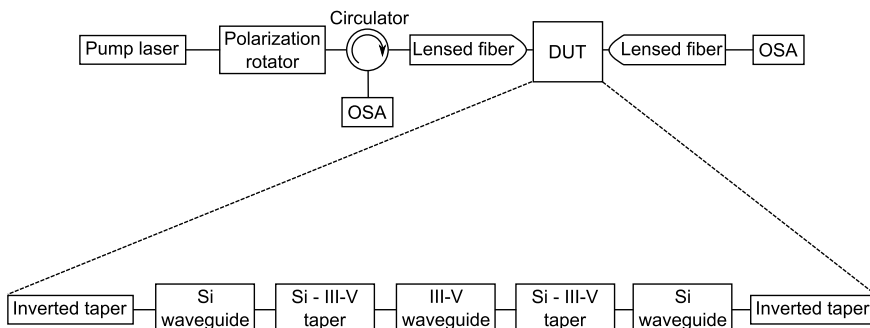 Circulator
Pump laser
Polarization
rotator
Lensed fiber
DUT
Lensed fiber
OSA
OSA
Inverted taper
Si
waveguide
Si - III-V
taper
III-V
waveguide
Si - III-V
taper
Si
waveguide
Inverted taper